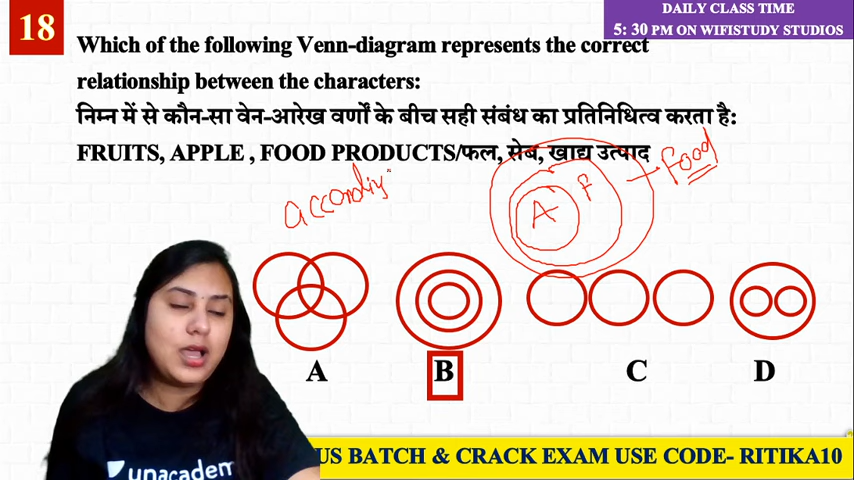 18
DAILY CLASS TIME
5: 30 PM ON WIFISTUDY STUDIOS
Which of the following Venn-diagram represents the correct
relationship between the characters:
निम्न में से कौन-सा वेन-आरेख वर्णों के बीच सही संबंध का प्रतिनिधित्व करता है:
FRUITS, APPLE , FOOD PRODUCTS/फल, सेब, खाद्य उत्पाद
Food
F
A
A
B
C
D
unacadem
US BATCH & CRACK EXAM USE CODE- RITIKA10